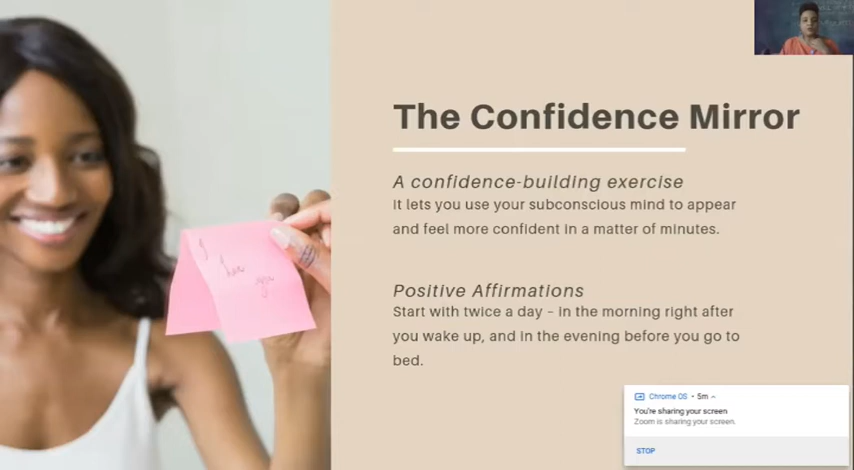 The Confidence Mirror
A confidence-building exercise
It lets you use your subconscious mind to appear
and feel more confident in a matter of minutes.
Positive Affirmations
Start with twice a day – in the morning right after
you wake up, and in the evening before you go to
bed.
I
you
Chrome OS • 5m
You're sharing your screen
Zoom is sharing your screen.
STOP